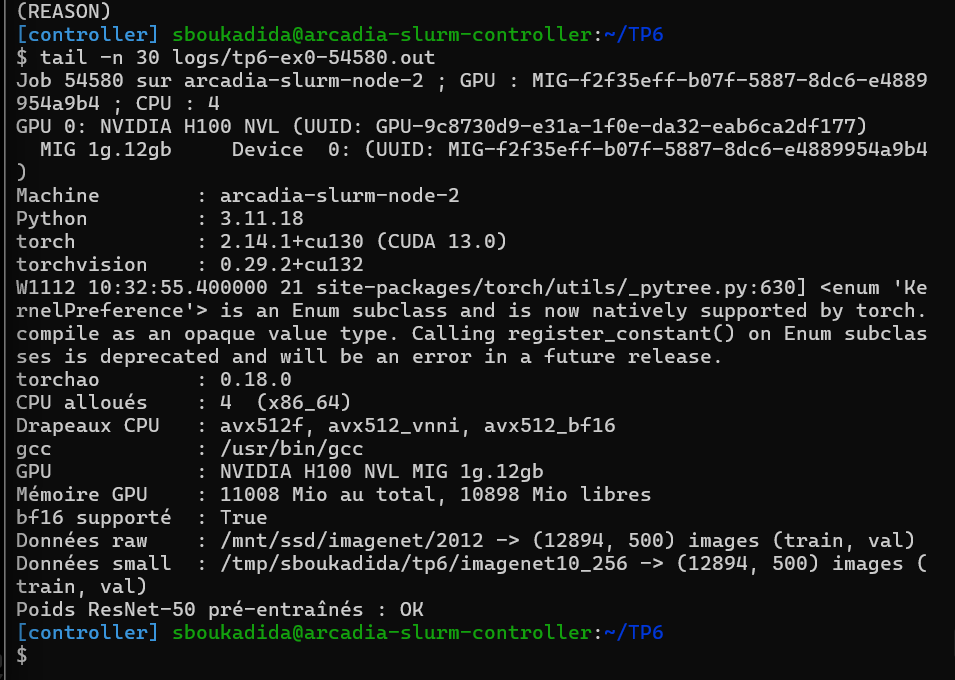 (REASON)
[controller] sboukadida@arcadia-slurm-controller:~/TP6
$ tail -n 30 logs/tp6-ex0-54580.out
Job 54580 sur arcadia-slurm-node-2 ; GPU : MIG-f2f35eff-b07f-5887-8dc6-e4889
954a9b4 ; CPU : 4
GPU 0: NVIDIA H100 NVL (UUID: GPU-9c8730d9-e31a-1f0e-da32-eab6ca2df177)
  MIG 1g.12gb     Device  0: (UUID: MIG-f2f35eff-b07f-5887-8dc6-e4889954a9b4
)
Machine        : arcadia-slurm-node-2
Python         : 3.11.18
torch          : 2.14.1+cu130 (CUDA 13.0)
torchvision    : 0.29.2+cu132
W1112 10:32:55.400000 21 site-packages/torch/utils/_pytree.py:630] <enum 'Ke
rnelPreference'> is an Enum subclass and is now natively supported by torch.
compile as an opaque value type. Calling register_constant() on Enum subclas
ses is deprecated and will be an error in a future release.
torchao        : 0.18.0
CPU alloués    : 4  (x86_64)
Drapeaux CPU   : avx512f, avx512_vnni, avx512_bf16
gcc            : /usr/bin/gcc
GPU            : NVIDIA H100 NVL MIG 1g.12gb
Mémoire GPU    : 11008 Mio au total, 10898 Mio libres
bf16 supporté  : True
Données raw    : /mnt/ssd/imagenet/2012 -> (12894, 500) images (train, val)
Données small  : /tmp/sboukadida/tp6/imagenet10_256 -> (12894, 500) images (
train, val)
Poids ResNet-50 pré-entraînés : OK
[controller] sboukadida@arcadia-slurm-controller:~/TP6
$